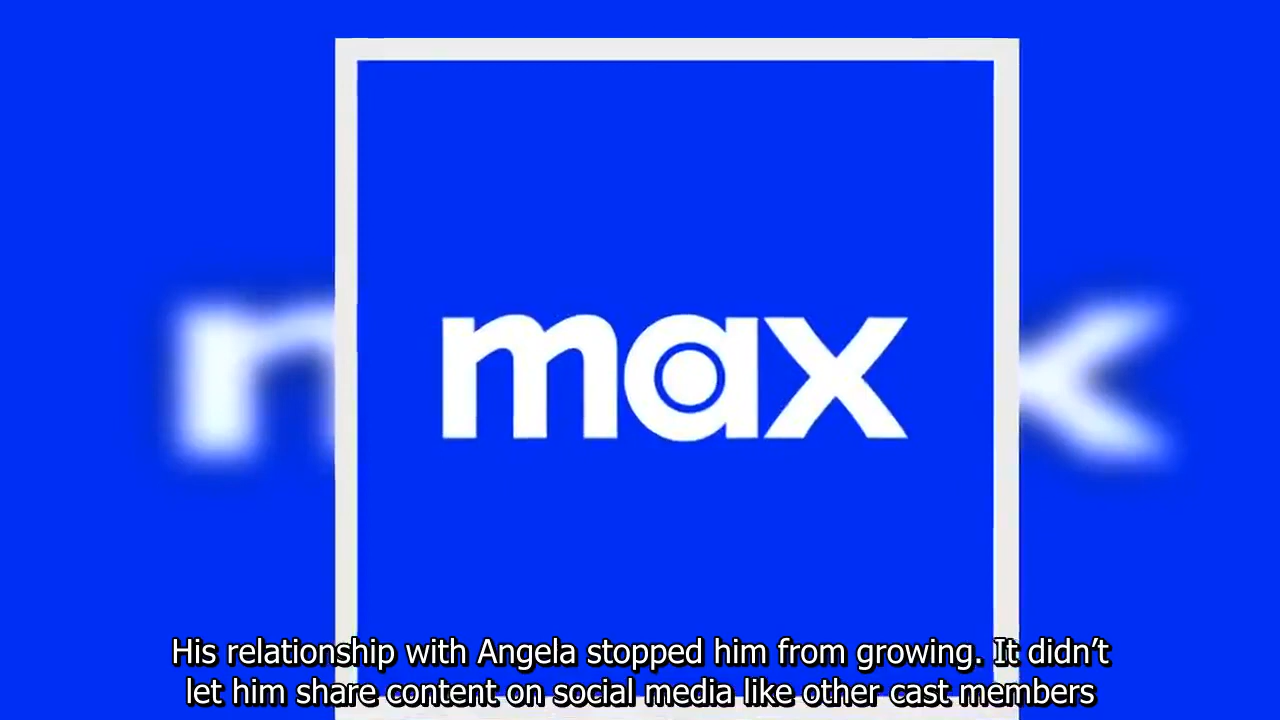 max
His relationship with Angela stopped him from growing. It didn’t
let him share content on social media like other cast members